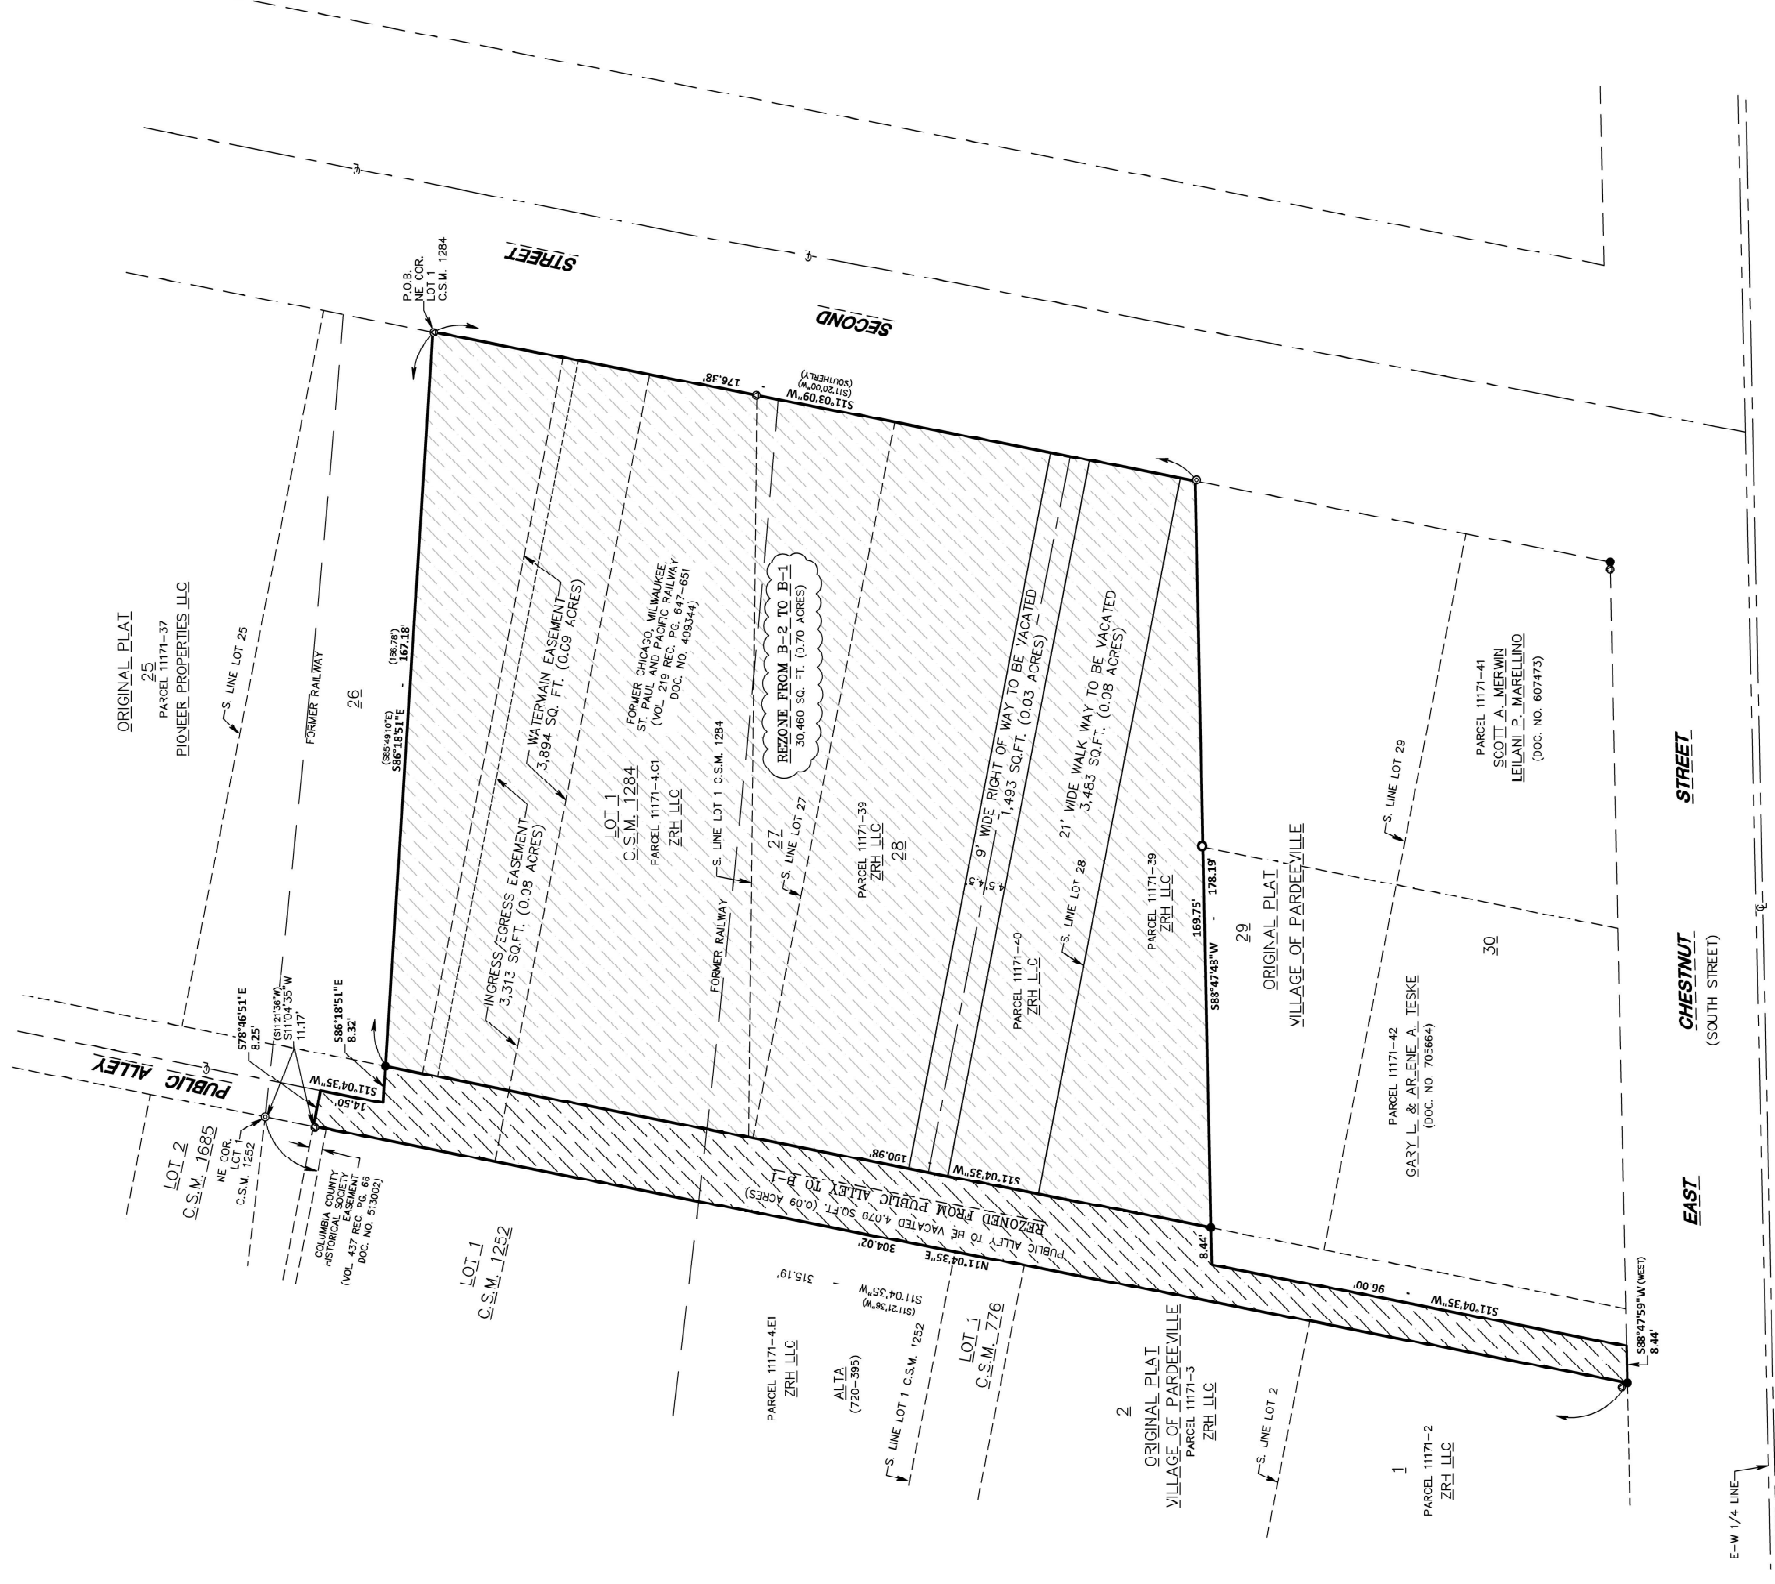 STREET
P.O.B.
NE COR.
LOT 1
C.S.M. 1284
SECOND
176.38'
-
S11°03'09"W
(S11°20'00"W)
(SOUTHERLY)
ORIGINAL PLAT
25
PARCEL 11171-37
PIONEER PROPERTIES LLC
S. LINE LOT 25
FORMER RAILWAY
26
(S85°49'10"E)
S86°18'51"E
-
(166.78')
167.18'
WATERMAIN EASEMENT
3,894 SQ. FT. (0.09 ACRES)
INGRESS/EGRESS EASEMENT
3,313 SQ.FT. (0.08 ACRES)
FORMER CHICAGO, MILWAUKEE,
ST. PAUL AND PACIFIC RAILWAY
(VOL. 219 REC. PG. 647-651
DOC. NO. 409344)
LOT 1
C.S.M. 1284
PARCEL 11171-4.C1
ZRH LLC
S. LINE LOT 1 C.S.M. 1284
FORMER RAILWAY
REZONE FROM B-2 TO B-1
30,460 SQ. FT. (0.70 ACRES)
27
S. LINE LOT 27
PARCEL 11171-39
ZRH LLC
28
9' WIDE RIGHT OF WAY TO BE VACATED
1,493 SQ.FT. (0.03 ACRES)
4.5'
4.5'
21' WIDE WALK WAY TO BE VACATED
3,483 SQ.FT. (0.08 ACRES)
PARCEL 11171-40
ZRH LLC
S. LINE LOT 28
PARCEL 11171-39
ZRH LLC
169.75'
S88°47'48"W
-
178.19'
29
ORIGINAL PLAT
VILLAGE OF PARDEEVILLE
S. LINE LOT 29
PARCEL 11171-41
SCOTT A. MERWIN
LEILANI P. MARELLINO
(DOC. NO. 607473)
30
PARCEL 11171-42
GARY L. & ARLENE A. TESKE
STREET
CHESTNUT
(SOUTH STREET)
EAST
PUBLIC ALLEY
S78°46'51"E
8.25'
(S11°21'36"W)
S11°04'35"W
11.17'
S86°18'51"E
8.32'
S11°04'35"W
14.50'
LOT 2
C.S.M. 1685
NE COR.
LOT 1
C.S.M. 1252
COLUMBIA COUNTY
HISTORICAL SOCIETY
EASEMENT
(VOL. 437 REC. PG. 68
DOC. NO. 513002)
LOT 1
C.S.M. 1252
190.98'
-
S11°04'35"W
REZONED FROM PUBLIC ALLEY TO B-1
PUBLIC ALLEY TO BE VACATED 4,079 SQ.FT. (0.09 ACRES)
304.02'
N11°04'35"E
315.19'
-
S11°04'35"W
(S11°21'36"W)
8.44'
96.00'
-
S11°04'35"W
S88°47'59"W (WEST)
8.44'
PARCEL 11171-4.E1
ZRH LLC
ALTA
(720-395)
S. LINE LOT 1 C.S.M. 1252
LOT 1
C.S.M. 776
2
ORIGINAL PLAT
VILLAGE OF PARDEEVILLE
PARCEL 11171-3
ZRH LLC
S. LINE LOT 2
1
PARCEL 11171-2
ZRH LLC
E-W 1/4 LINE